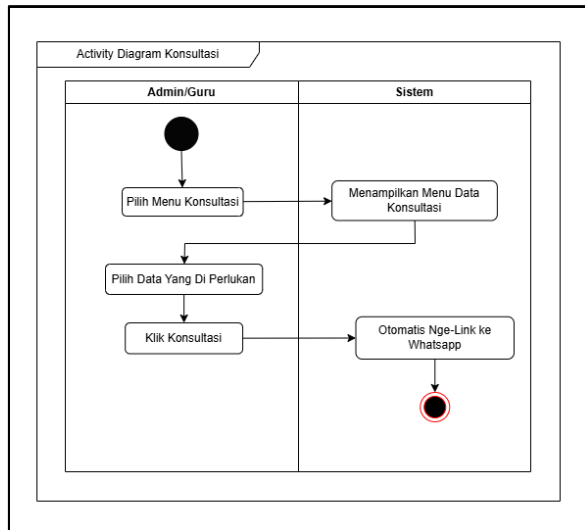 Activity Diagram Konsultasi
Admin/Guru
Sistem
Pilih Menu Konsultasi
Menampilkan Menu Data
Konsultasi
Pilih Data Yang Di Perlukan
Klik Konsultasi
Otomatis Nge-Link ke
Whatsapp